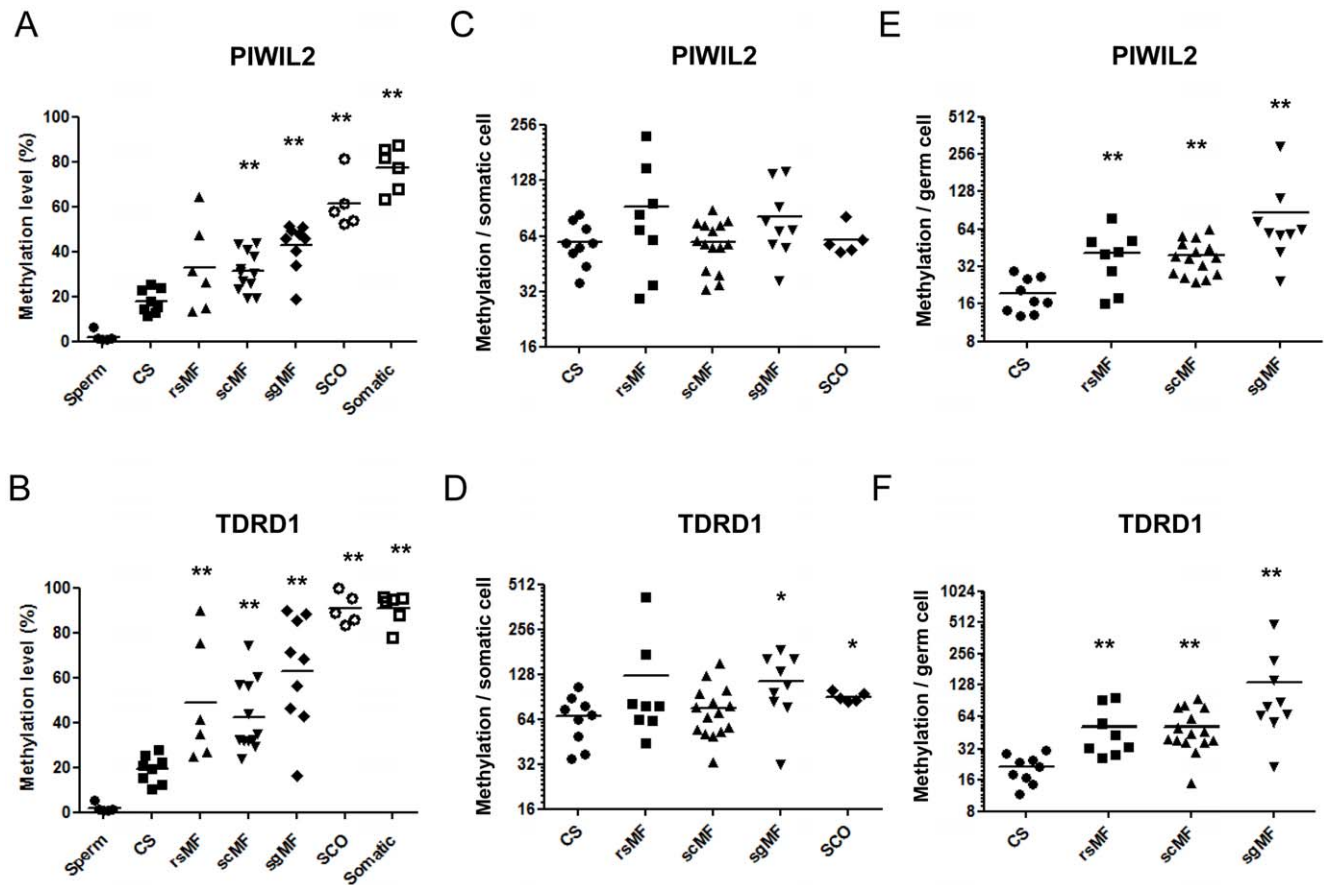 A
PIWIL2
Methylation level (%)
100
80
60
40
20
0
** ** ** **
Sperm CS rsMF scMF sgMF SCO Somatic
C
PIWIL2
Methylation / somatic cell
256
128
64
32
16
CS rsMF scMF sgMF SCO
E
PIWIL2
Methylation / germ cell
512
256
128
64
32
16
8
** ** **
CS rsMF scMF sgMF
B
TDRD1
Methylation level (%)
100
80
60
40
20
0
** ** ** ** **
Sperm CS rsMF scMF sgMF SCO Somatic
D
TDRD1
Methylation / somatic cell
512
256
128
64
32
16
* *
CS rsMF scMF sgMF SCO
F
TDRD1
Methylation / germ cell
1024
512
256
128
64
32
16
8
** ** **
CS rsMF scMF sgMF